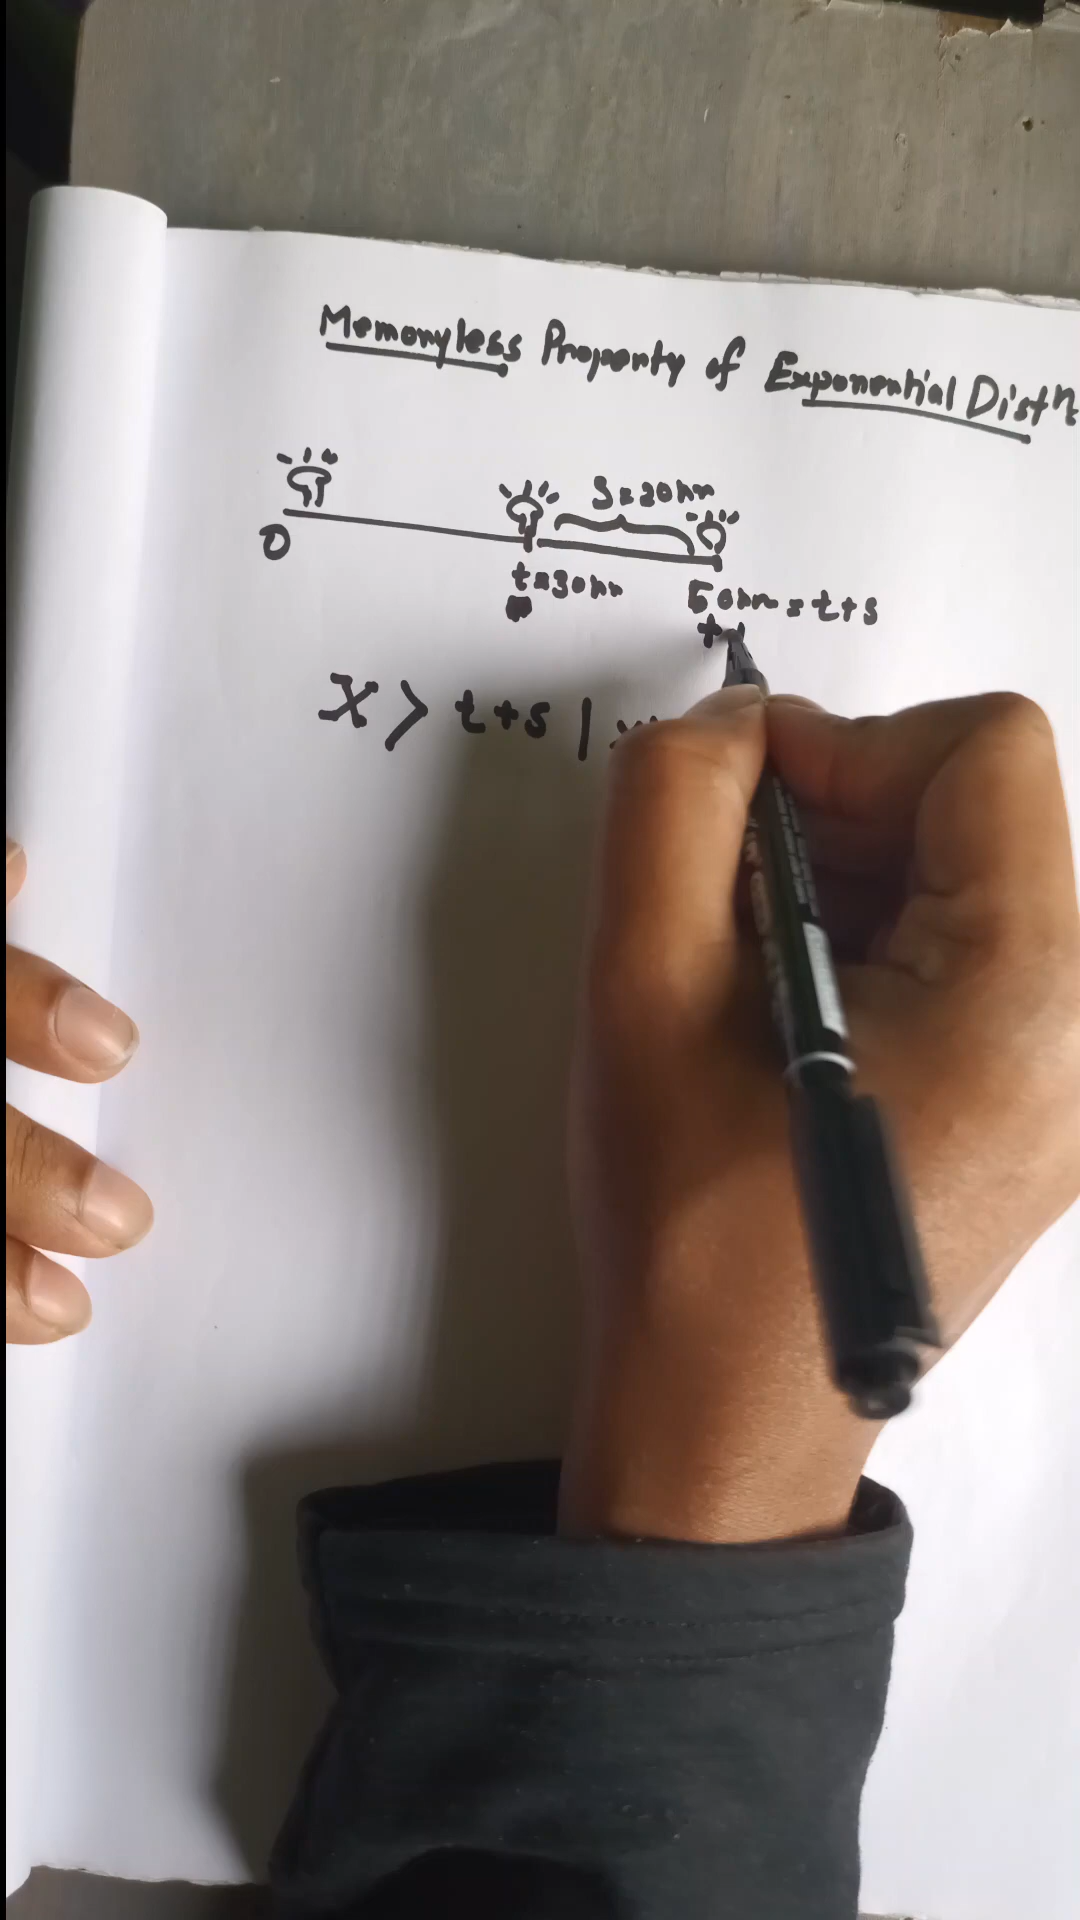 Memoryless Property of Exponential Distn
S=20hr
0
t=30hr
50hr=t+s
X > t+s |